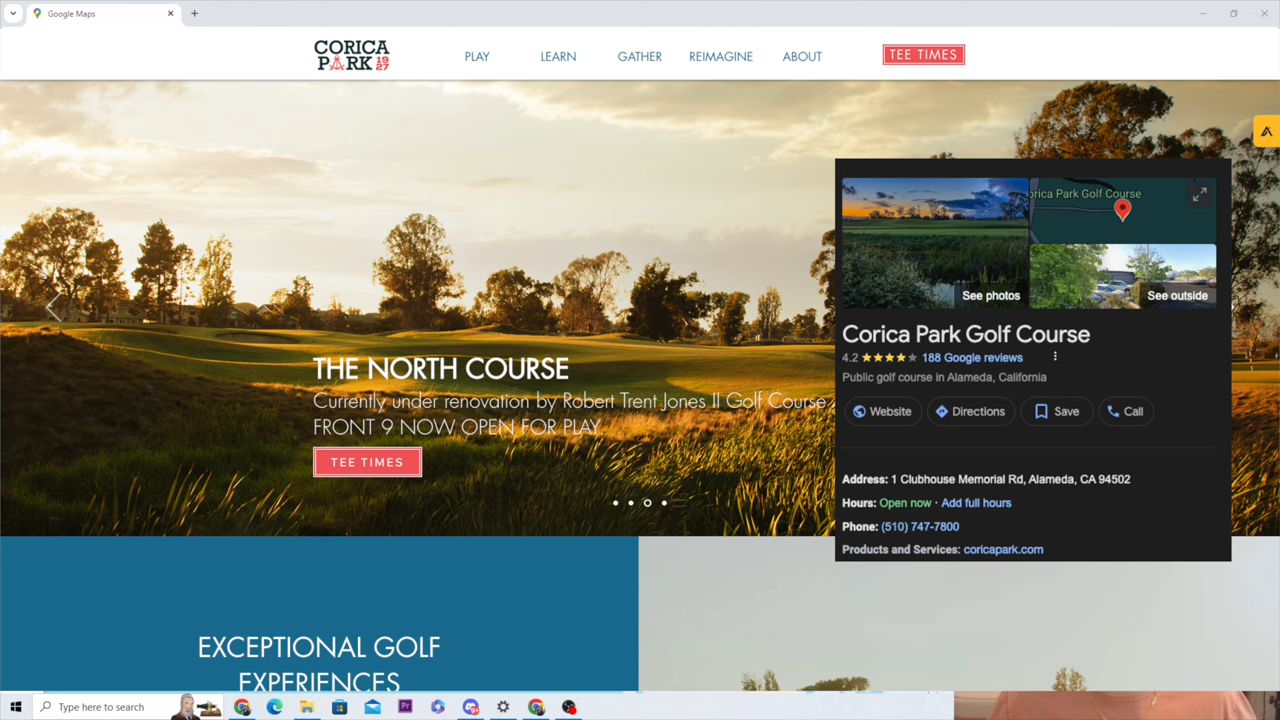 Google Maps
CORICA
PARK 19
27
PLAY
LEARN
GATHER
REIMAGINE
ABOUT
TEE TIMES
THE NORTH COURSE
Currently under renovation by Robert Trent Jones II Golf Course
FRONT 9 NOW OPEN FOR PLAY
TEE TIMES
orica Park Golf Course
See photos
See outside
Corica Park Golf Course
4.2 188 Google reviews
Public golf course in Alameda, California
Website
Directions
Save
Call
Address: 1 Clubhouse Memorial Rd, Alameda, CA 94502
Hours: Open now · Add full hours
Phone: (510) 747-7800
Products and Services: coricapark.com
EXCEPTIONAL GOLF
EXPERIENCES
Type here to search
Pr